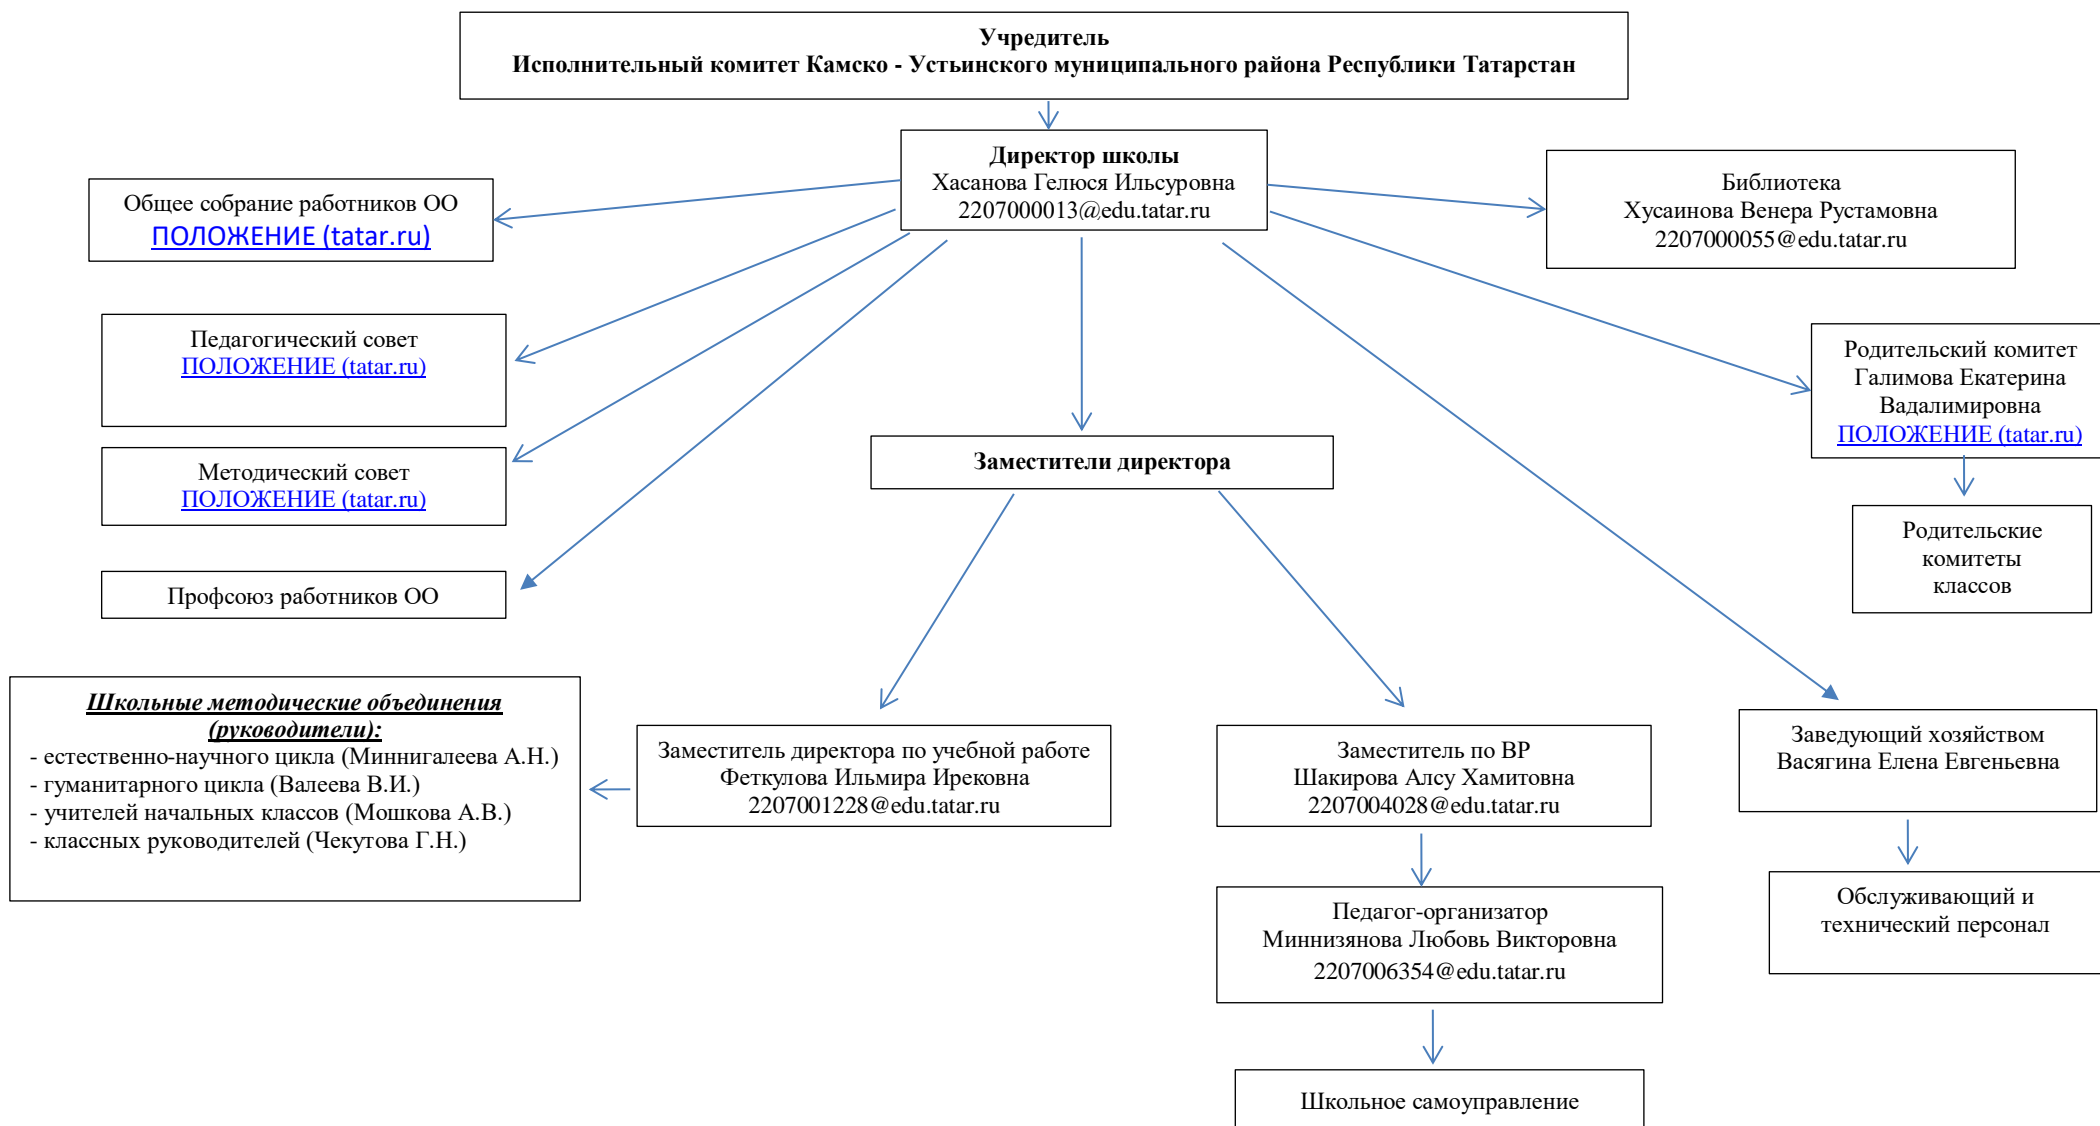 Учредитель
Исполнительный комитет Камско - Устьинского муниципального района Республики Татарстан
Директор школы
Хасанова Гелюся Ильсуровна
2207000013@edu.tatar.ru
Общее собрание работников ОО
ПОЛОЖЕНИЕ (tatar.ru)
Библиотека
Хусаинова Венера Рустамовна
2207000055@edu.tatar.ru
Педагогический совет
ПОЛОЖЕНИЕ (tatar.ru)
Родительский комитет
Галимова Екатерина
Вадалимировна
ПОЛОЖЕНИЕ (tatar.ru)
Методический совет
ПОЛОЖЕНИЕ (tatar.ru)
Заместители директора
Родительские
комитеты
классов
Профсоюз работников ОО
Школьные методические объединения
(руководители):
- естественно-научного цикла (Миннигалеева А.Н.)
- гуманитарного цикла (Валеева В.И.)
- учителей начальных классов (Мошкова А.В.)
- классных руководителей (Чекутова Г.Н.)
Заместитель директора по учебной работе
Феткулова Ильмира Ирековна
2207001228@edu.tatar.ru
Заместитель по ВР
Шакирова Алсу Хамитовна
2207004028@edu.tatar.ru
Заведующий хозяйством
Васягина Елена Евгеньевна
Педагог-организатор
Миннизянова Любовь Викторовна
2207006354@edu.tatar.ru
Обслуживающий и
технический персонал
Школьное самоуправление